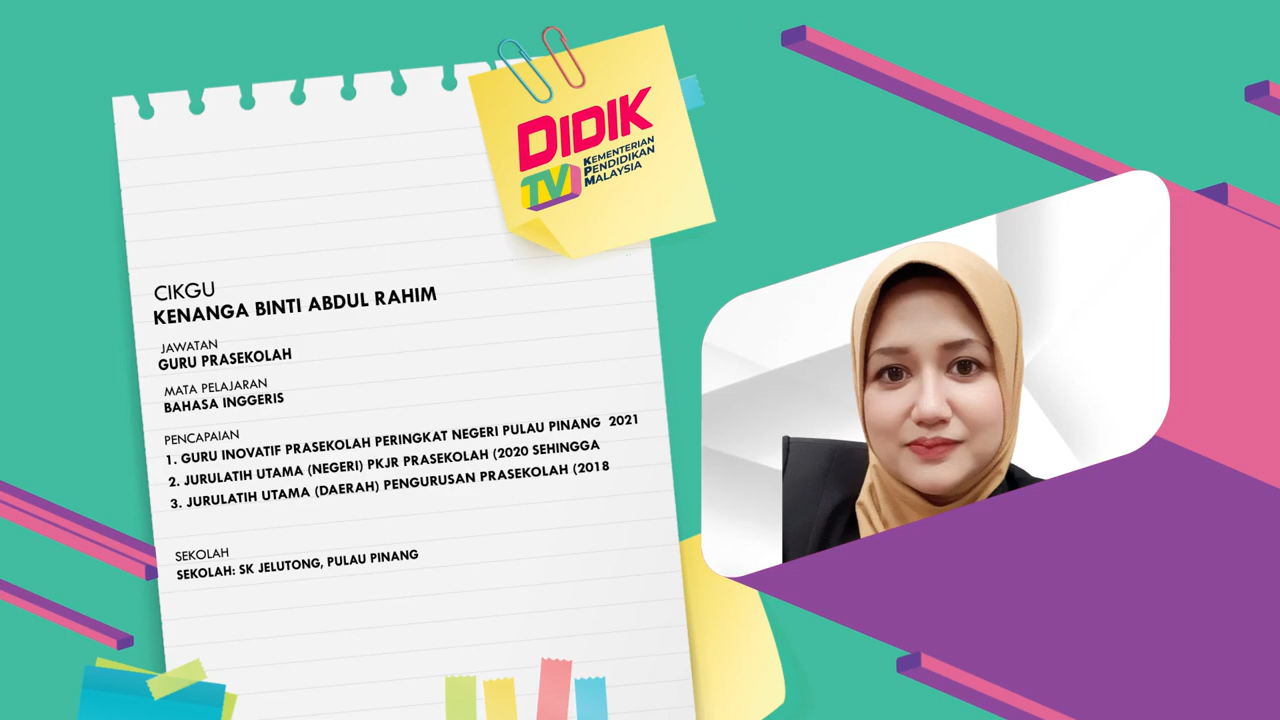 DIDIK
TV
KEMENTERIAN
PENDIDIKAN
MALAYSIA
CIKGU
KENANGA BINTI ABDUL RAHIM
JAWATAN
GURU PRASEKOLAH
MATA PELAJARAN
BAHASA INGGERIS
PENCAPAIAN
1. GURU INOVATIF PRASEKOLAH PERINGKAT NEGERI PULAU PINANG 2021
2. JURULATIH UTAMA (NEGERI) PKJR PRASEKOLAH (2020 SEHINGGA
3. JURULATIH UTAMA (DAERAH) PENGURUSAN PRASEKOLAH (2018
SEKOLAH
SEKOLAH: SK JELUTONG, PULAU PINANG